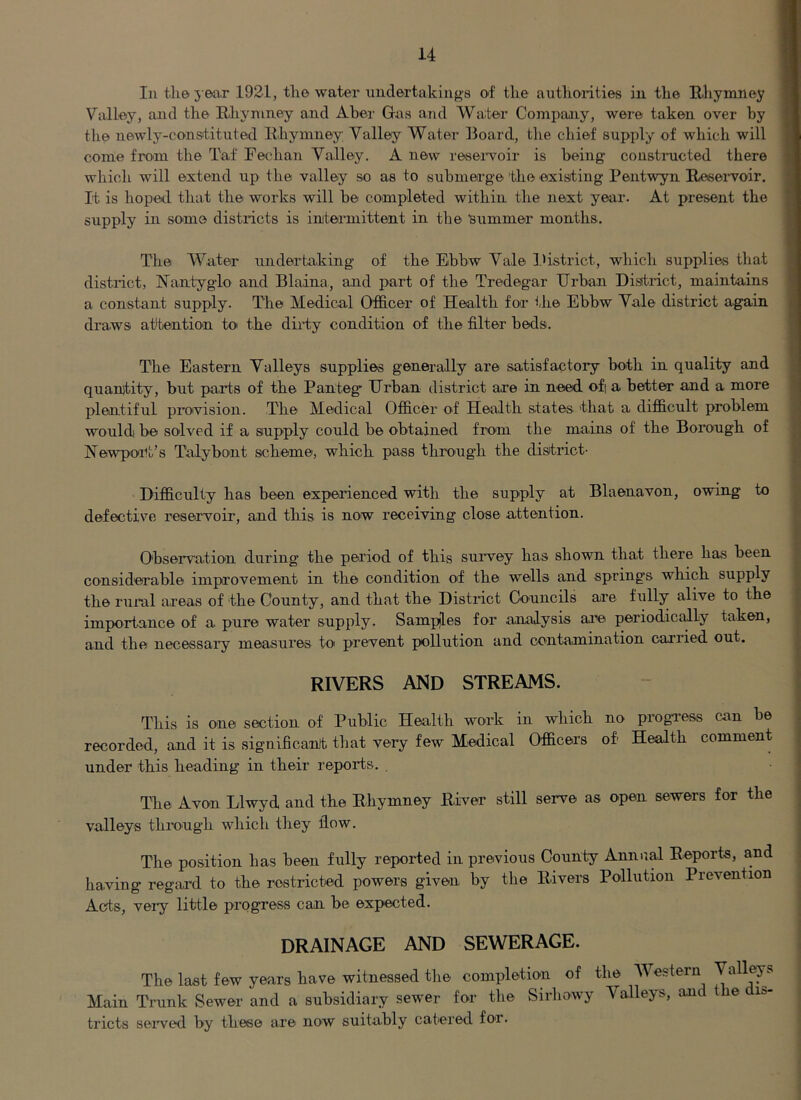 14
In the year 1921, the water undertakings of the authorities in the Rhymney
Valley, and the Rhymney and Aber Gas and Water Company, were taken over by
the newly-constituted Rhymney Valley Water Board, the chief supply of which will
come from the Taf Fechan Valley. A new reservoir is being constructed there
which will extend up the valley so as to submerge the existing Pentwyn Reservoir.
It is hoped that the works will be completed within the next year. At present the
supply in some districts is intermittent in the summer months.
The Water undertaking of the Ebbw Vale District, which supplies that
district, Nantyglo and Blaina, and part of the Tredegar Urban District, maintains
a constant supply. The Medical Officer of Health for the Ebbw Vale district again
draws attention to the dirty condition of the filter beds.
The Eastern Valleys supplies generally are satisfactory both in quality and
quantity, but parts of the Panteg Urban district are in need of a better and a more
plentiful provision. The Medical Officer of Health states that a difficult problem
would be solved if a supply could be obtained from the mains of the Borough of
Newport's Talybont scheme, which pass through the district.
Difficulty has been experienced with the supply at Blaenavon, owing to
defective reservoir, and this is now receiving close attention.
Observation during the period of this survey has shown that there has been
considerable improvement in the condition of the wells and springs which supply
the rural areas of the County, and that the District Councils are fully alive to the
importance of a pure water supply. Samples for analysis are periodically taken,
and the necessary measures to prevent pollution and contamination carried out.
RIVERS AND STREAMS.
This is one section of Public Health work in which no progress can be
recorded, and it is significant that very few Medical Officers of Health comment
under this heading in their reports.
The Avon Llwyd and the Rhymney River still serve as open sewers for the
valleys through which they flow.
The position has been fully reported in previous County Annual Reports, and
having regard to the restricted powers given by the Rivers Pollution Prevention
Acts, very little progress can be expected.
DRAINAGE AND SEWERAGE.
The last few years have witnessed the completion of the Western Valleys
Main Trunk Sewer and a subsidiary sewer for the Sirhowy Valleys, and the dis-
tricts served by these are now suitably catered for.